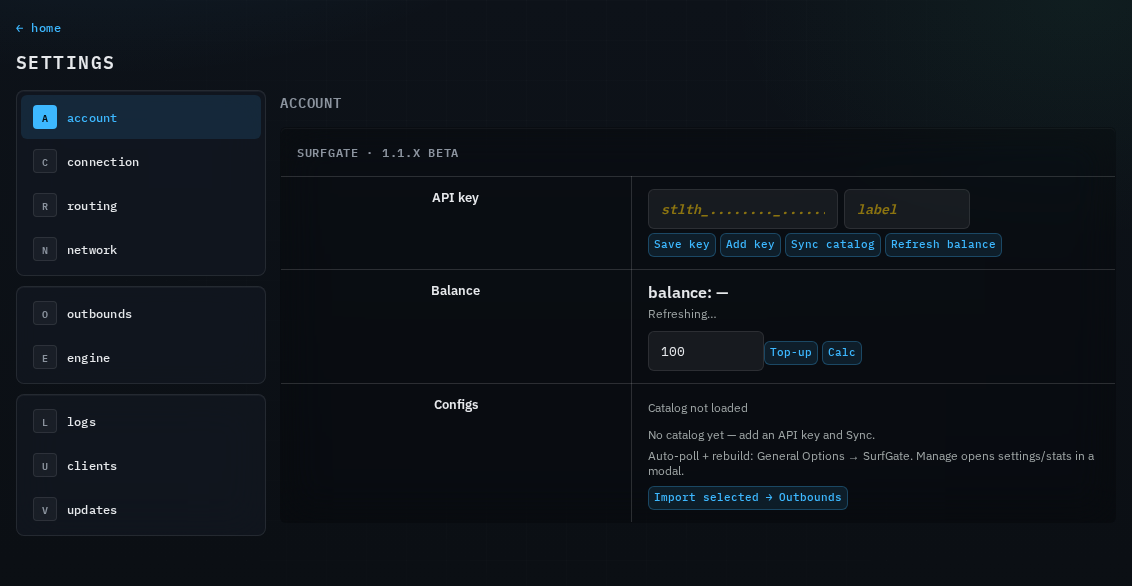 ← home
SETTINGS
A account
C connection
R routing
N network
O outbounds
E engine
L logs
U clients
V updates
ACCOUNT
SURFGATE · 1.1.X BETA
API key
stlth_........_...... label
Save key Add key Sync catalog Refresh balance
Balance
balance: —
Refreshing…
100 Top-up Calc
Configs
Catalog not loaded
No catalog yet — add an API key and Sync.
Auto-poll + rebuild: General Options → SurfGate. Manage opens settings/stats in a
modal.
Import selected → Outbounds